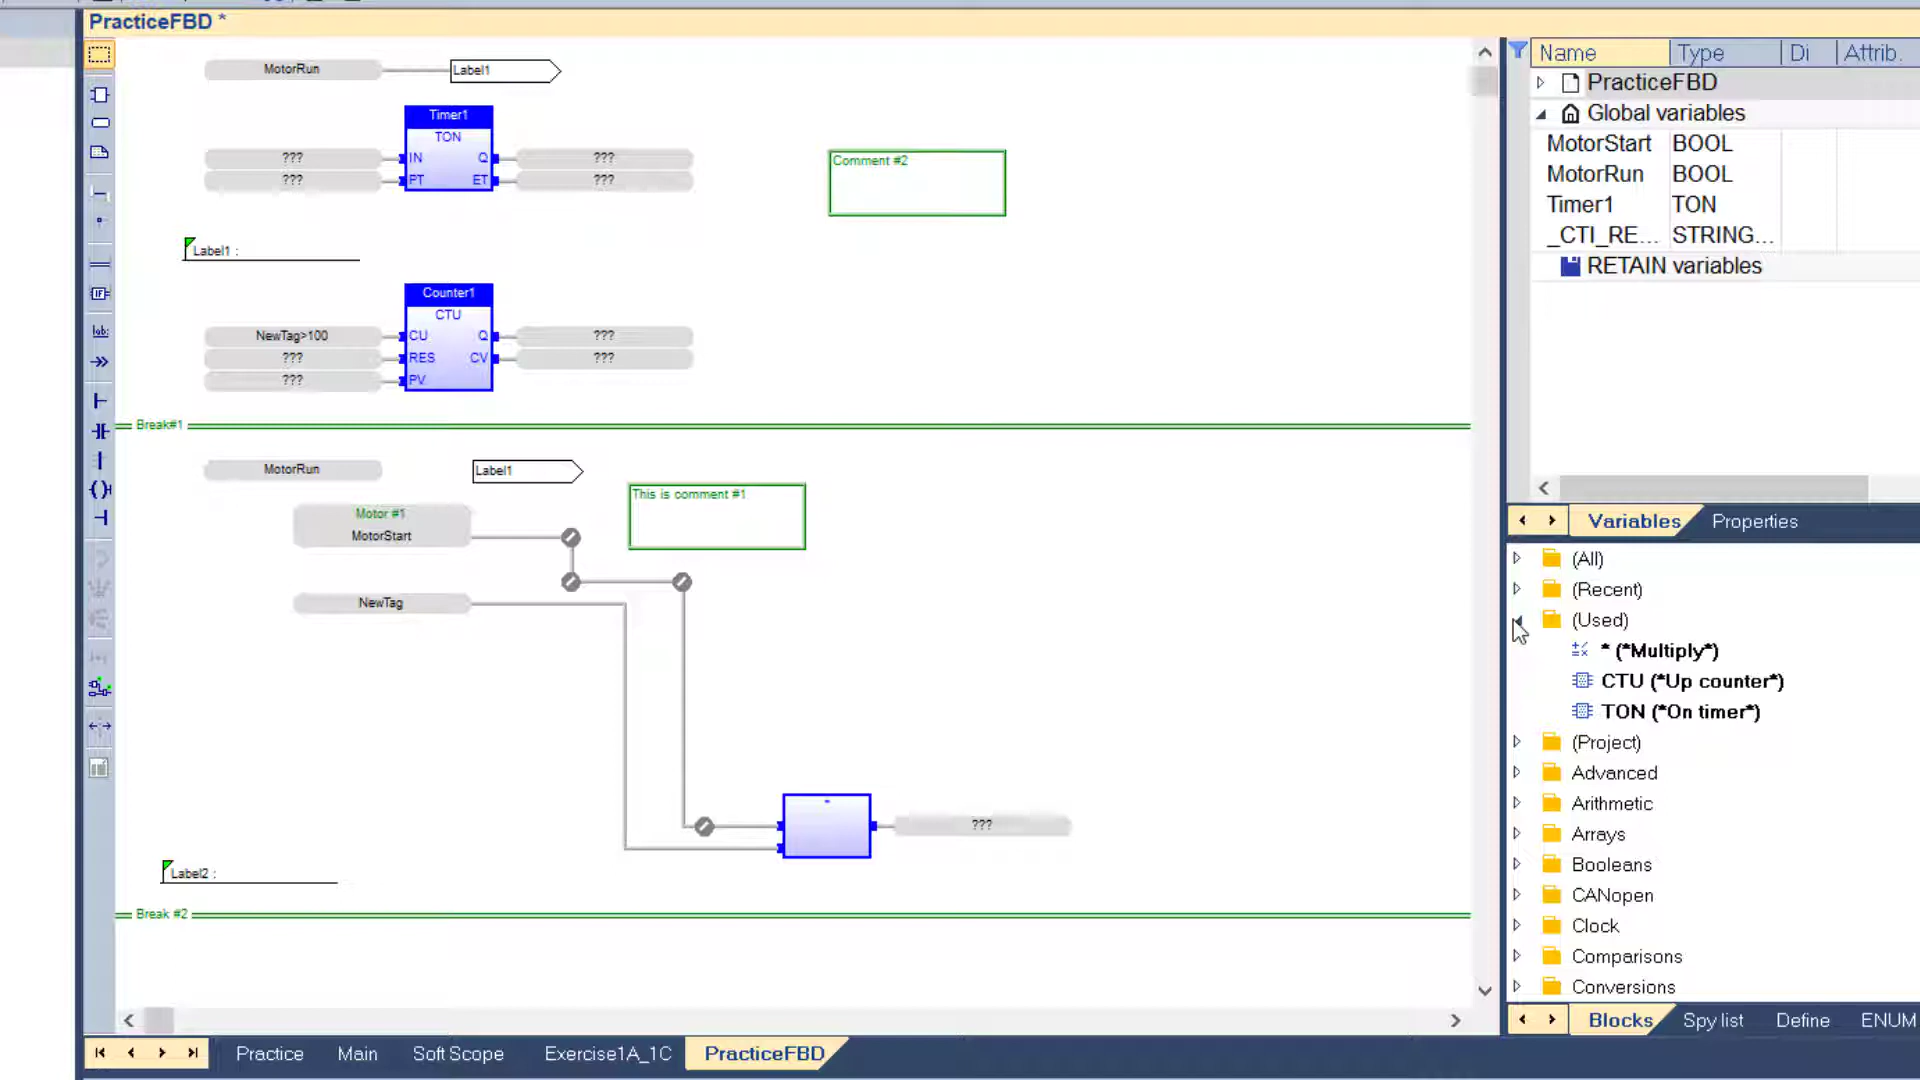 PracticeFBD *
MotorRun
Label1
Timer1
TON
??? IN Q ???
??? PT ET ???
Comment #2
Label1 :
Counter1
CTU
NewTag>100 CU Q ???
??? RES CV ???
??? PV
Break#1
MotorRun
Label1
Motor #1
MotorStart
This is comment #1
NewTag
???
Label2 :
Break #2
Practice Main Soft Scope Exercise1A_1C PracticeFBD
Name Type Di Attrib.
PracticeFBD
Global variables
MotorStart BOOL
MotorRun BOOL
Timer1 TON
_CTI_RE... STRING...
RETAIN variables
Variables Properties
(All)
(Recent)
(Used)
* (*Multiply*)
CTU (*Up counter*)
TON (*On timer*)
(Project)
Advanced
Arithmetic
Arrays
Booleans
CANopen
Clock
Comparisons
Conversions
Blocks Spy list Define ENUM